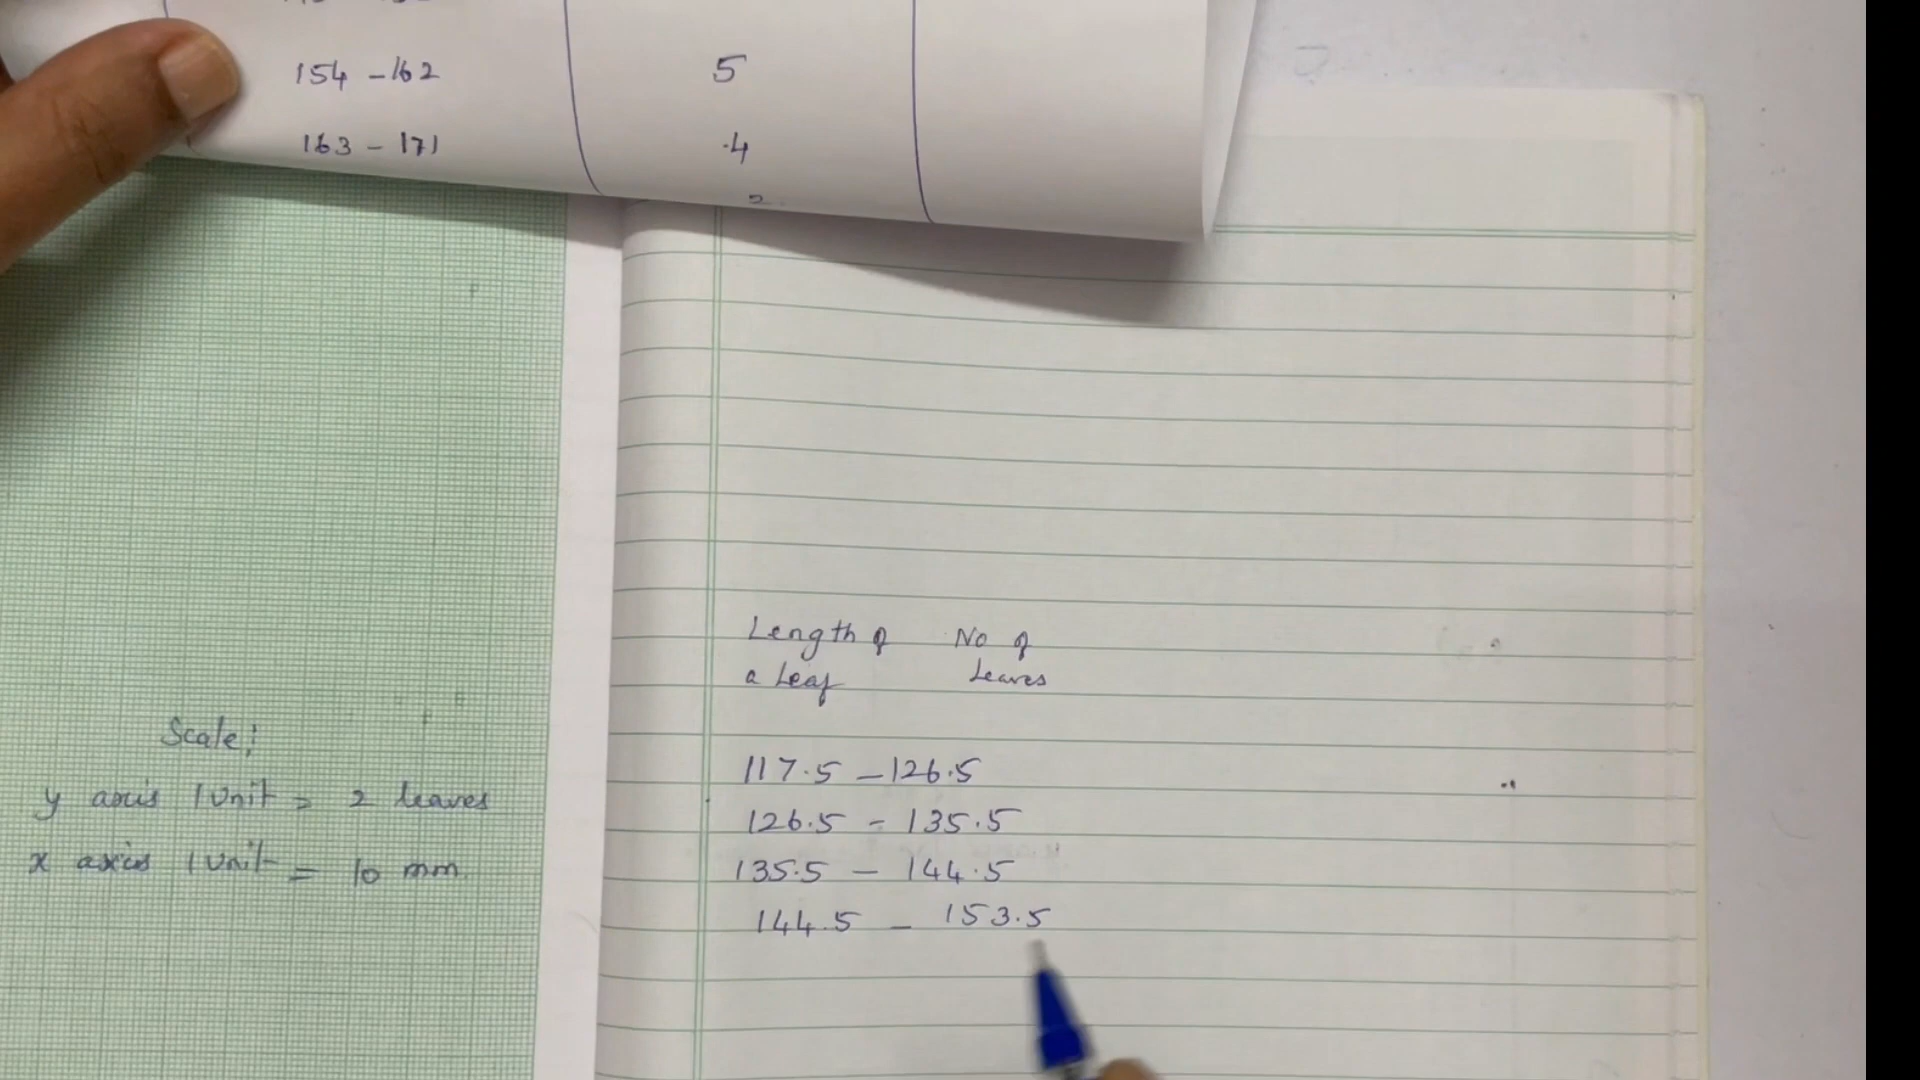 154 - 162 5
163 - 171 4
2
Scale:
y axis 1 Unit = 2 leaves
x axis 1 Unit = 10 mm
Length of No of
a Leaf Leaves
117.5 - 126.5
126.5 - 135.5
135.5 - 144.5
144.5 - 153.5